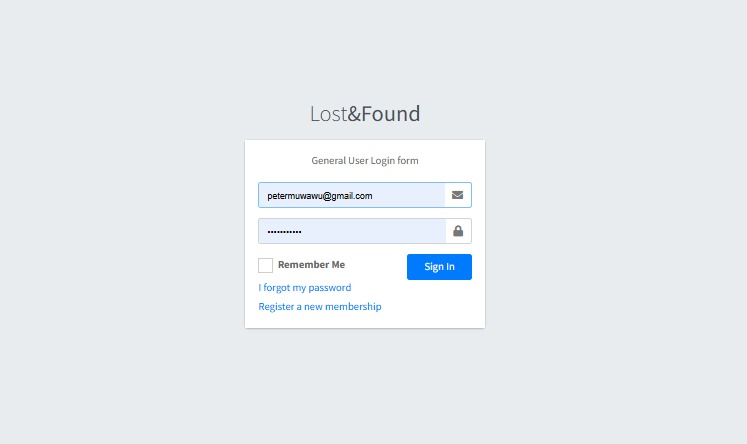 Lost&Found
General User Login form
petermuwawu@gmail.com
•••••••••••
Remember Me
Sign In
I forgot my password
Register a new membership